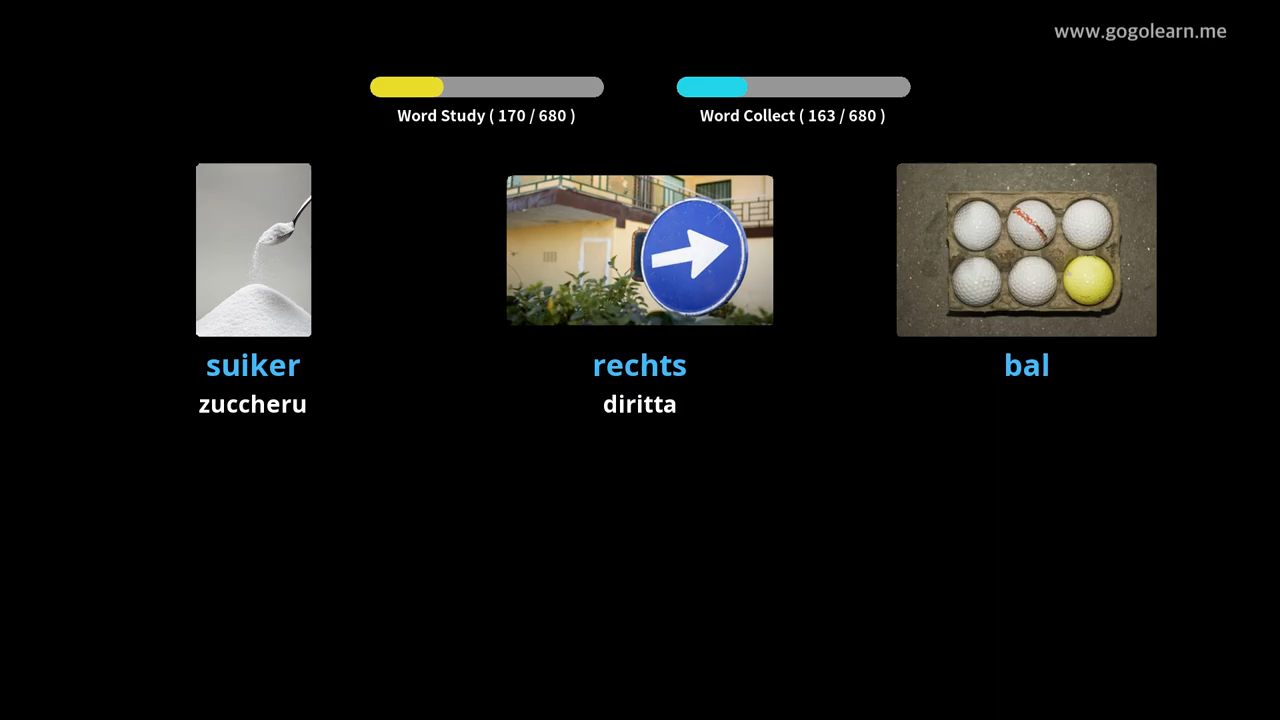 www.gogolearn.me
Word Study ( 170 / 680 )
Word Collect ( 163 / 680 )
suiker
zuccheru
rechts
diritta
bal